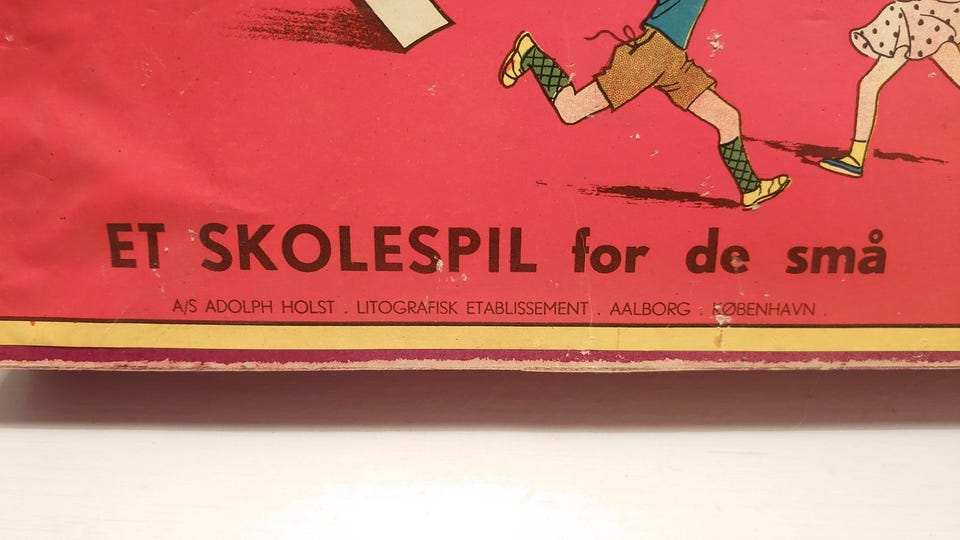 ET SKOLESPIL for de små
A/S ADOLPH HOLST . LITOGRAFISK ETABLISSEMENT . AALBORG . KØBENHAVN .